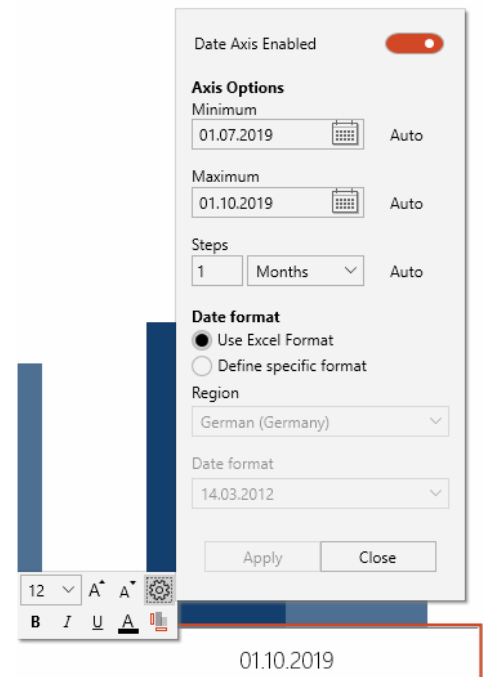 Date Axis Enabled
Axis Options
Minimum
01.07.2019 Auto
Maximum
01.10.2019 Auto
Steps
1 Months Auto
Date format
Use Excel Format
Define specific format
Region
German (Germany)
Date format
14.03.2012
Apply Close
12 A A
B I U A
01.10.2019